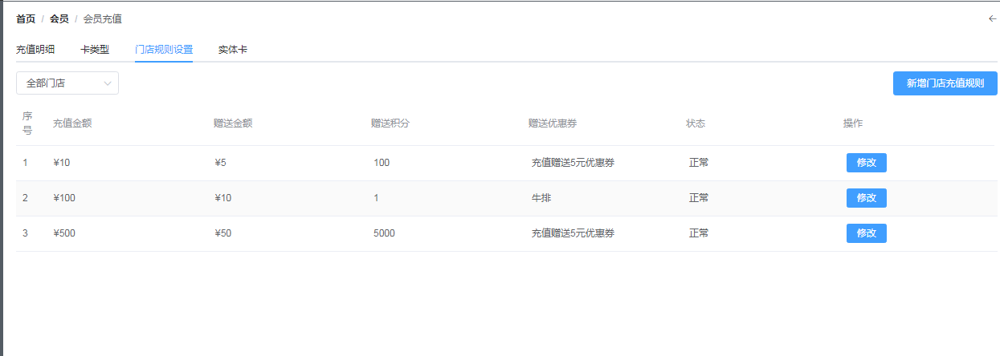 首页 / 会员 / 会员充值
充值明细 卡类型 门店规则设置 实体卡
全部门店 新增门店充值规则
序号 充值金额 赠送金额 赠送积分 赠送优惠券 状态 操作
1 ¥10 ¥5 100 充值赠送5元优惠券 正常 修改
2 ¥100 ¥10 1 牛排 正常 修改
3 ¥500 ¥50 5000 充值赠送5元优惠券 正常 修改